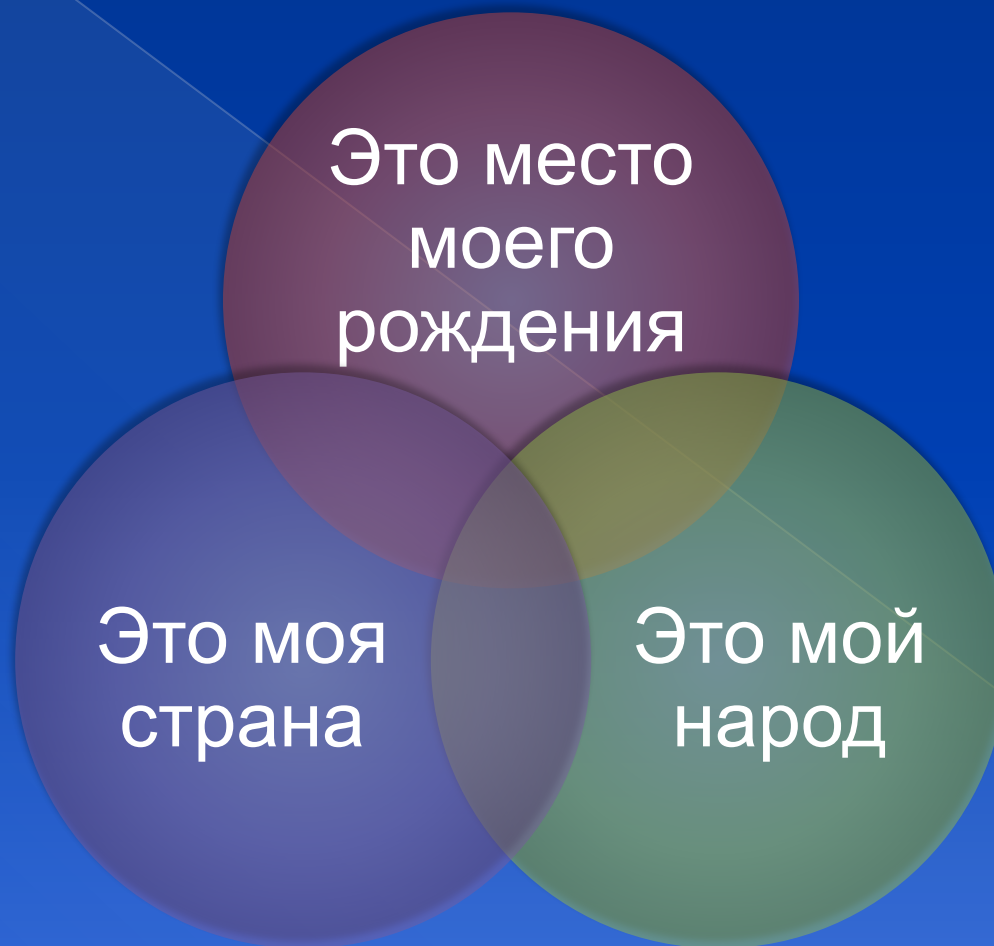 Это место
моего
рождения
Это моя
страна
Это мой
народ